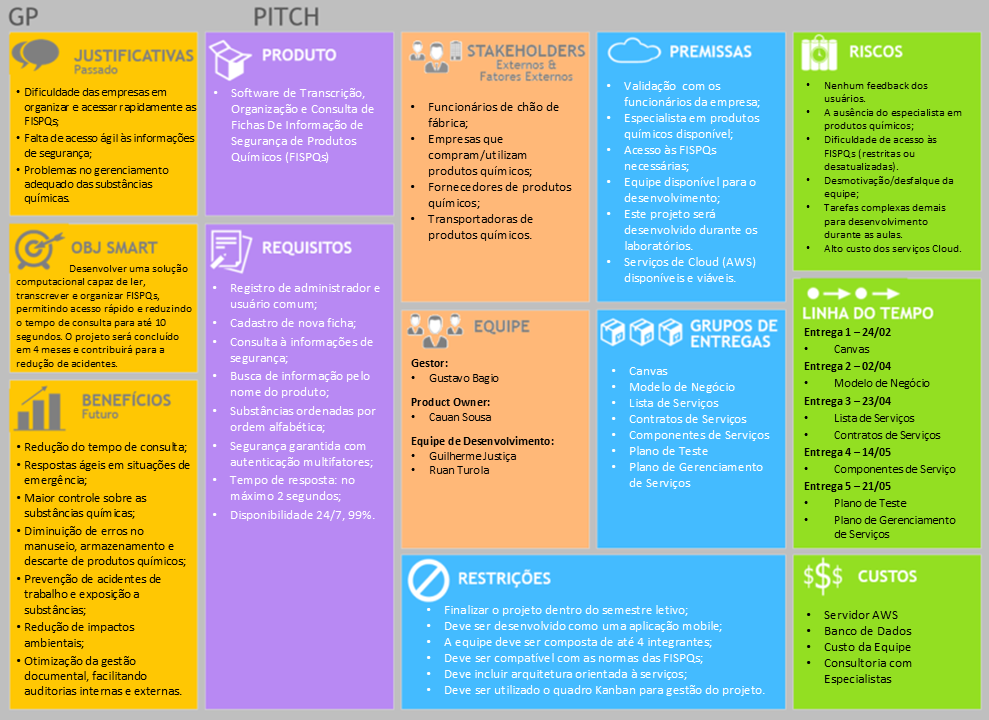 GP
PITCH
JUSTIFICATIVAS
Passado
• Dificuldade das empresas em
organizar e acessar rapidamente as
FISPQs;
• Falta de acesso ágil às informações
de segurança;
• Problemas no gerenciamento
adequado das substâncias
químicas.
OBJ SMART
Desenvolver uma solução
computacional capaz de ler,
transcrever e organizar FISPQs,
permitindo acesso rápido e reduzindo
o tempo de consulta para até 10
segundos. O projeto será concluído
em 4 meses e contribuirá para a
redução de acidentes.
BENEFÍCIOS
Futuro
• Redução do tempo de consulta;
• Respostas ágeis em situações de
emergência;
• Maior controle sobre as
substâncias químicas;
• Diminuição de erros no
manuseio, armazenamento e
descarte de produtos químicos;
• Prevenção de acidentes de
trabalho e exposição a
substâncias;
• Redução de impactos
ambientais;
• Otimização da gestão
documental, facilitando
auditorias internas e externas.
PRODUTO
• Software de Transcrição,
Organização e Consulta de
Fichas De Informação de
Segurança de Produtos
Químicos (FISPQs)
REQUISITOS
• Registro de administrador e
usuário comum;
• Cadastro de nova ficha;
• Consulta à informações de
segurança;
• Busca de informação pelo
nome do produto;
• Substâncias ordenadas por
ordem alfabética;
• Segurança garantida com
autenticação multifatores;
• Tempo de resposta: no
máximo 2 segundos;
• Disponibilidade 24/7, 99%.
STAKEHOLDERS
Externos &
Fatores Externos
• Funcionários de chão de
fábrica;
• Empresas que
compram/utilizam
produtos químicos;
• Fornecedores de produtos
químicos;
• Transportadoras de
produtos químicos.
EQUIPE
Gestor:
• Gustavo Bagio
Product Owner:
• Cauan Sousa
Equipe de Desenvolvimento:
• Guilherme Justiça
• Ruan Turola
PREMISSAS
• Validação com os
funcionários da empresa;
• Especialista em produtos
químicos disponível;
• Acesso às FISPQs
necessárias;
• Equipe disponível para o
desenvolvimento;
• Este projeto será
desenvolvido durante os
laboratórios.
• Serviços de Cloud (AWS)
disponíveis e viáveis.
GRUPOS DE
ENTREGAS
• Canvas
• Modelo de Negócio
• Lista de Serviços
• Contratos de Serviços
• Componentes de Serviços
• Plano de Teste
• Plano de Gerenciamento
de Serviços
RESTRIÇÕES
• Finalizar o projeto dentro do semestre letivo;
• Deve ser desenvolvido como uma aplicação mobile;
• A equipe deve ser composta de até 4 integrantes;
• Deve ser compatível com as normas das FISPQs;
• Deve incluir arquitetura orientada à serviços;
• Deve ser utilizado o quadro Kanban para gestão do projeto.
RISCOS
• Nenhum feedback dos
usuários.
• A ausência do especialista em
produtos químicos;
• Dificuldade de acesso às
FISPQs (restritas ou
desatualizadas).
• Desmotivação/desfalque da
equipe;
• Tarefas complexas demais
para desenvolvimento
durante as aulas.
• Alto custo dos serviços Cloud.
LINHA DO TEMPO
Entrega 1 – 24/02
• Canvas
Entrega 2 – 02/04
• Modelo de Negócio
Entrega 3 – 23/04
• Lista de Serviços
• Contratos de Serviços
Entrega 4 – 14/05
• Componentes de Serviço
Entrega 5 – 21/05
• Plano de Teste
• Plano de Gerenciamento
de Serviços
$$$ CUSTOS
• Servidor AWS
• Banco de Dados
• Custo da Equipe
• Consultoria com
Especialistas